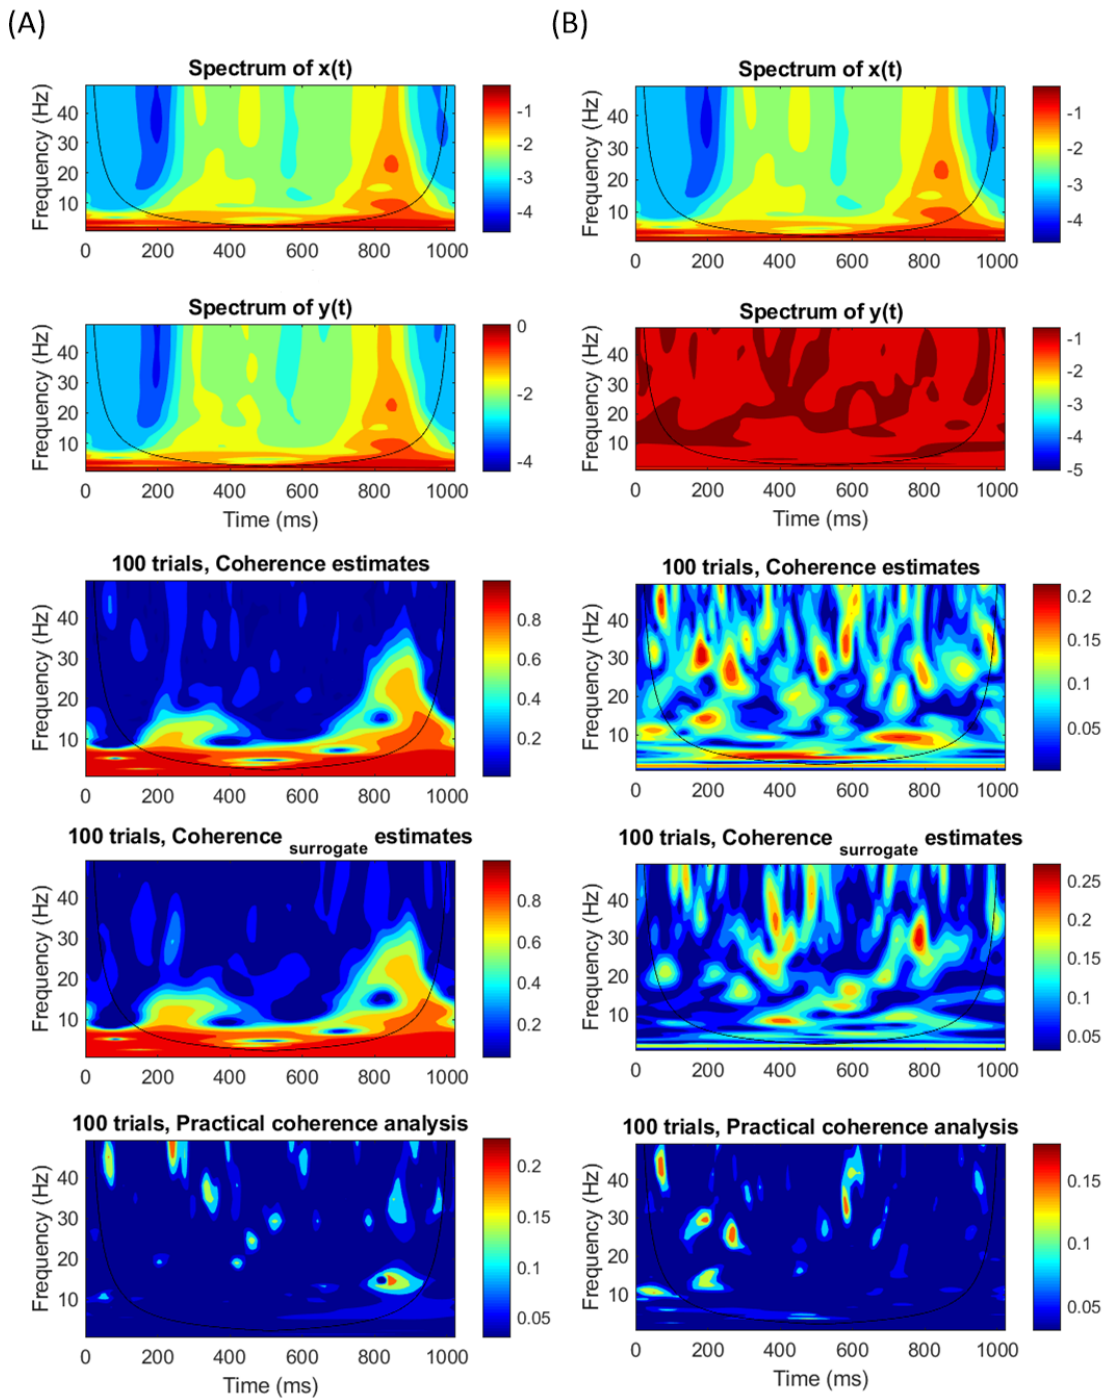 (A)
(B)
Spectrum of x(t)
Frequency (Hz)
40
30
20
10
0 200 400 600 800 1000
-1
-2
-3
-4
Spectrum of x(t)
Frequency (Hz)
40
30
20
10
0 200 400 600 800 1000
-1
-2
-3
-4
Spectrum of y(t)
Frequency (Hz)
40
30
20
10
0 200 400 600 800 1000
Time (ms)
0
-2
-4
Spectrum of y(t)
Frequency (Hz)
40
30
20
10
0 200 400 600 800 1000
Time (ms)
-1
-2
-3
-4
-5
100 trials, Coherence estimates
Frequency (Hz)
40
30
20
10
0 200 400 600 800 1000
0.8
0.6
0.4
0.2
100 trials, Coherence estimates
Frequency (Hz)
40
30
20
10
0 200 400 600 800 1000
0.2
0.15
0.1
0.05
100 trials, Coherence surrogate estimates
Frequency (Hz)
40
30
20
10
0 200 400 600 800 1000
0.8
0.6
0.4
0.2
100 trials, Coherence surrogate estimates
Frequency (Hz)
40
30
20
10
0 200 400 600 800 1000
0.25
0.2
0.15
0.1
0.05
100 trials, Practical coherence analysis
Frequency (Hz)
40
30
20
10
0 200 400 600 800 1000
Time (ms)
0.2
0.15
0.1
0.05
100 trials, Practical coherence analysis
Frequency (Hz)
40
30
20
10
0 200 400 600 800 1000
Time (ms)
0.15
0.1
0.05